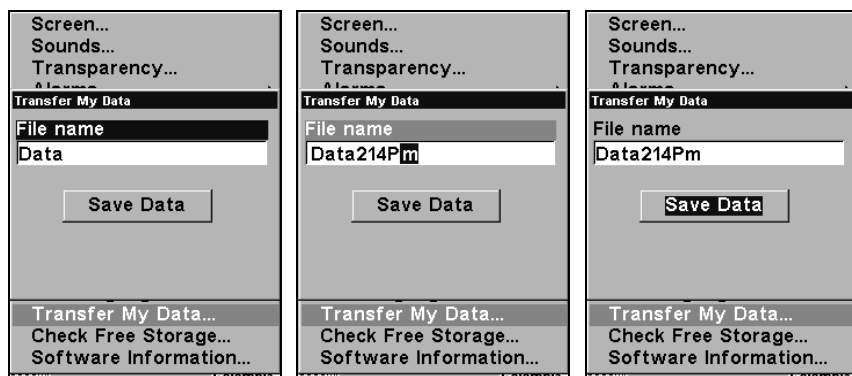 Screen...
Sounds...
Transparency...
Transfer My Data
File name
Data
Save Data
Transfer My Data...
Check Free Storage...
Software Information...
Screen...
Sounds...
Transparency...
Transfer My Data
File name
Data214Pm
Save Data
Transfer My Data...
Check Free Storage...
Software Information...
Screen...
Sounds...
Transparency...
Transfer My Data
File name
Data214Pm
Save Data
Transfer My Data...
Check Free Storage...
Software Information...